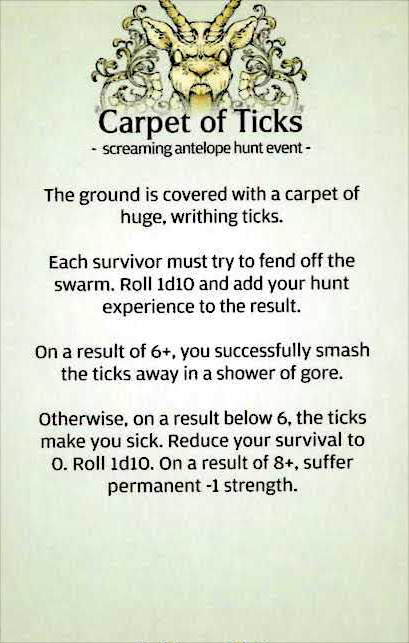 Carpet of Ticks
- screaming antelope hunt event -
The ground is covered with a carpet of
huge, writhing ticks.
Each survivor must try to fend off the
swarm. Roll 1d10 and add your hunt
experience to the result.
On a result of 6+, you successfully smash
the ticks away in a shower of gore.
Otherwise, on a result below 6, the ticks
make you sick. Reduce your survival to
0. Roll 1d10. On a result of 8+, suffer
permanent -1 strength.